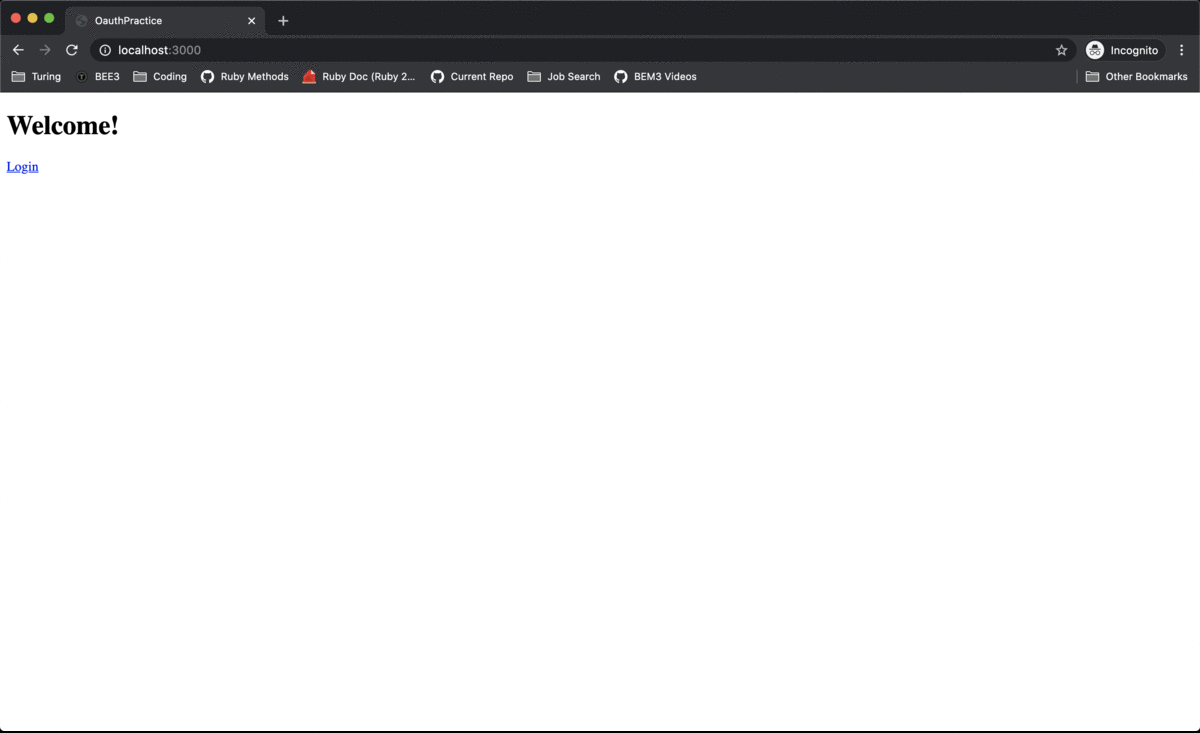 OauthPractice
localhost:3000
Incognito
Turing BEE3 Coding Ruby Methods Ruby Doc (Ruby 2... Current Repo Job Search BEM3 Videos Other Bookmarks
Welcome!
Login